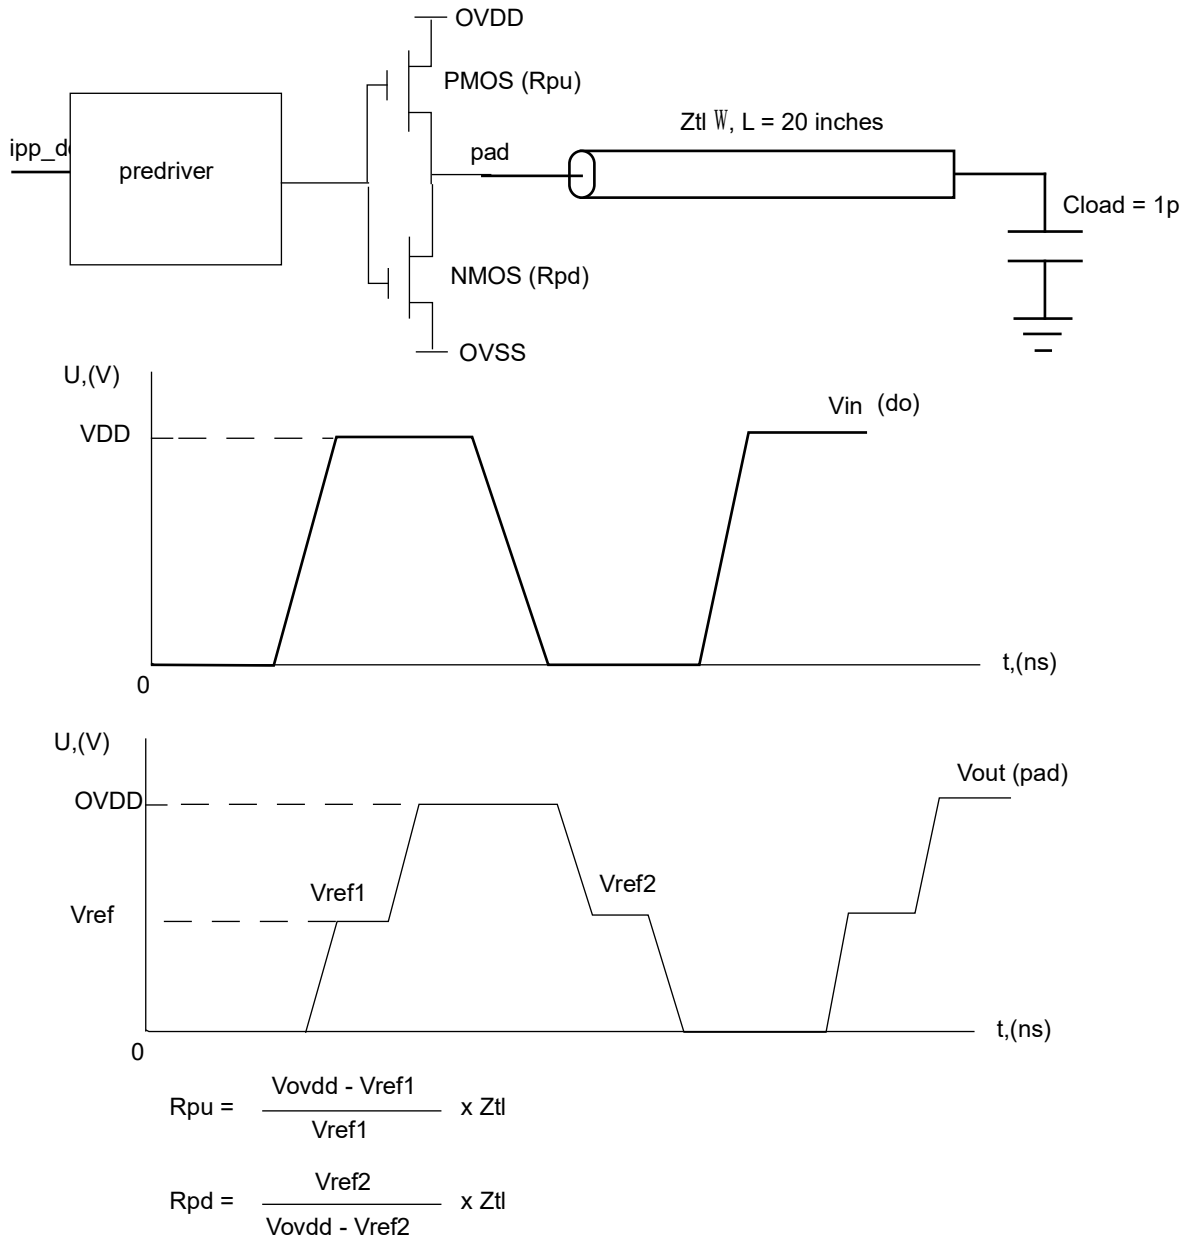 OVDD
PMOS (Rpu)
Ztl W, L = 20 inches
ipp_do
predriver
pad
Cload = 1p
NMOS (Rpd)
OVSS
U,(V)
VDD
Vin (do)
t,(ns)
0
U,(V)
OVDD
Vout (pad)
Vref1
Vref2
Vref
t,(ns)
0
Vovdd - Vref1
Rpu = x Ztl
Vref1
Vref2
Rpd = x Ztl
Vovdd - Vref2